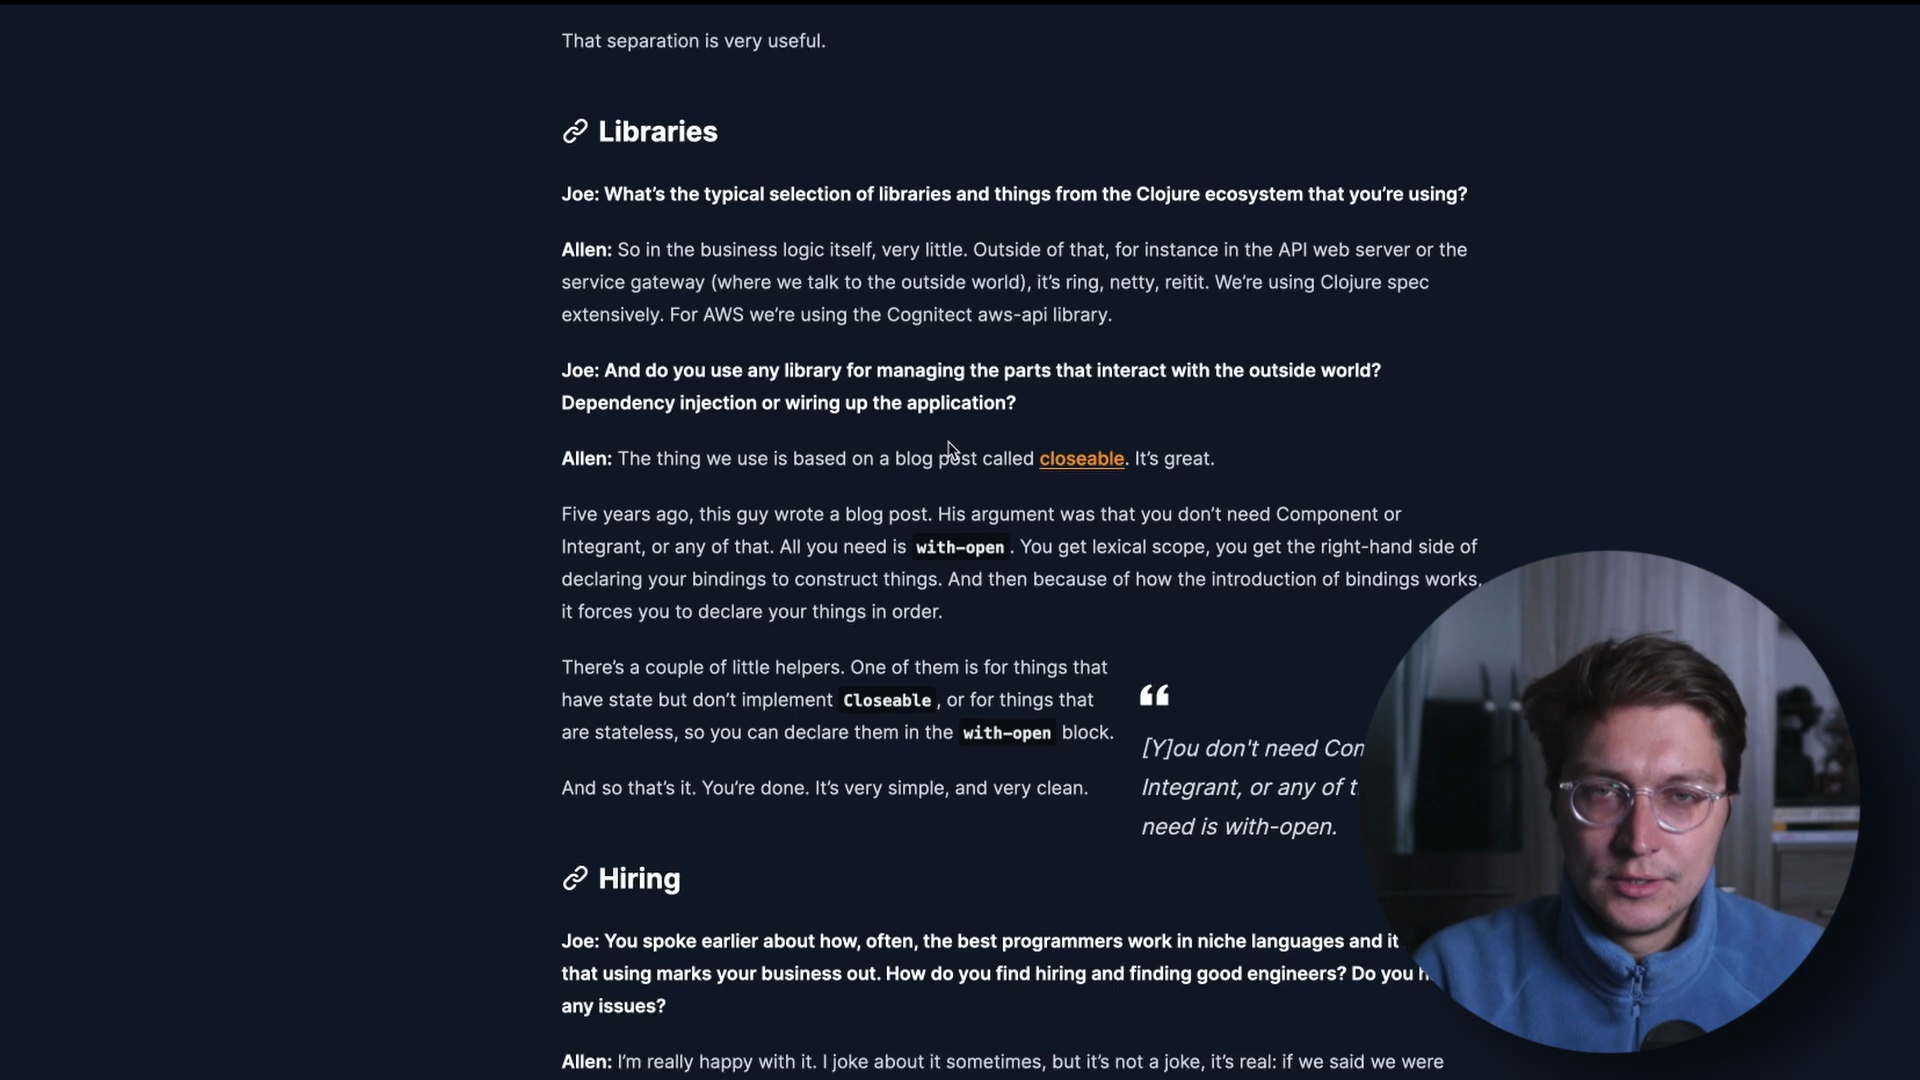 That separation is very useful.
Libraries
Joe: What's the typical selection of libraries and things from the Clojure ecosystem that you're using?
Allen: So in the business logic itself, very little. Outside of that, for instance in the API web server or the
service gateway (where we talk to the outside world), it's ring, netty, reitit. We're using Clojure spec
extensively. For AWS we're using the Cognitect aws-api library.
Joe: And do you use any library for managing the parts that interact with the outside world?
Dependency injection or wiring up the application?
Allen: The thing we use is based on a blog post called closeable. It's great.
Five years ago, this guy wrote a blog post. His argument was that you don't need Component or
Integrant, or any of that. All you need is with-open. You get lexical scope, you get the right-hand side of
declaring your bindings to construct things. And then because of how the introduction of bindings works,
it forces you to declare your things in order.
There's a couple of little helpers. One of them is for things that
have state but don't implement Closeable, or for things that
are stateless, so you can declare them in the with-open block.
And so that's it. You're done. It's very simple, and very clean.
“
[Y]ou don't need
Integrant, or any of
need is with-open.
Hiring
Joe: You spoke earlier about how, often, the best programmers work in niche languages and it
that using marks your business out. How do you find hiring and finding good engineers? Do you
any issues?
Allen: I'm really happy with it. I joke about it sometimes, but it's not a joke, it's real: if we said we were